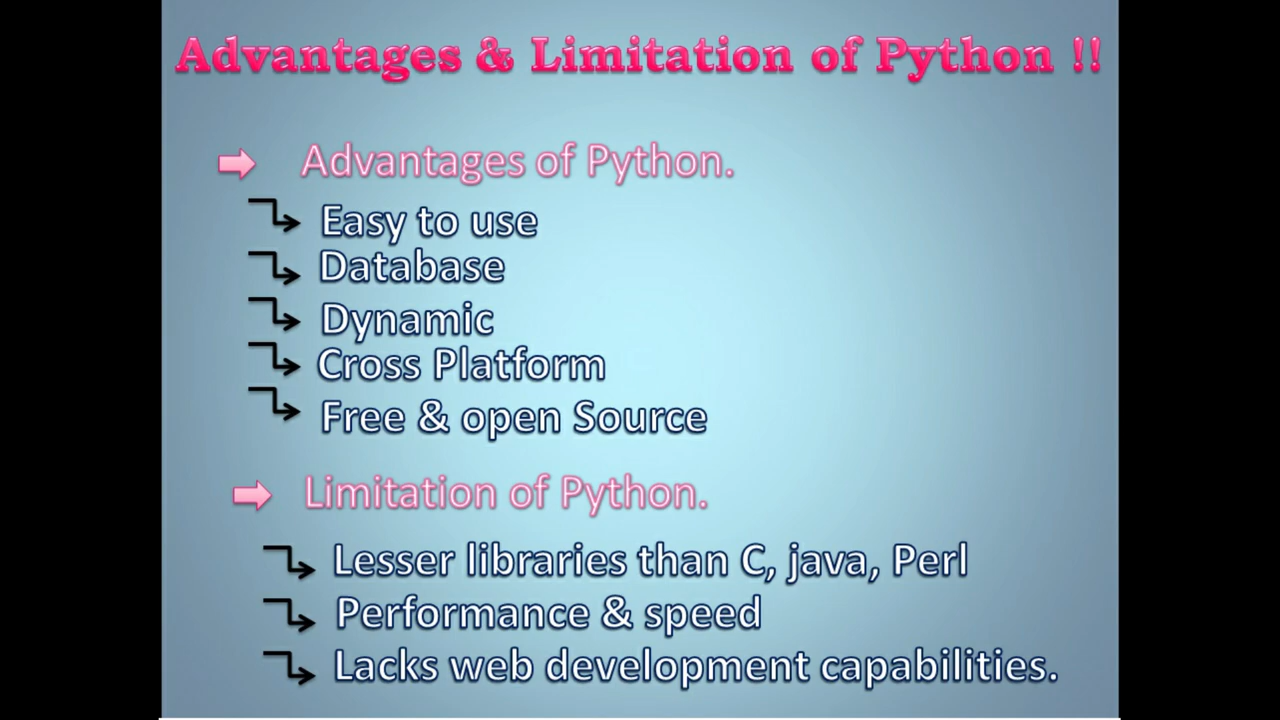 Advantages & Limitation of Python !!
Advantages of Python.
Easy to use
Database
Dynamic
Cross Platform
Free & open Source
Limitation of Python.
Lesser libraries than C, java, Perl
Performance & speed
Lacks web development capabilities.